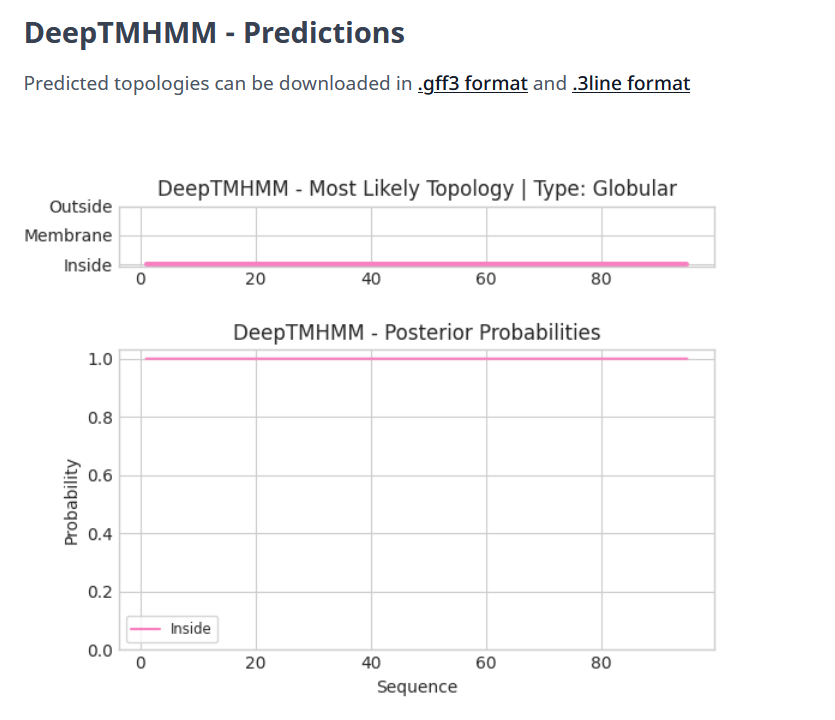 DeepTMHMM - Predictions
Predicted topologies can be downloaded in .gff3 format and .3line format
DeepTMHMM - Most Likely Topology | Type: Globular
Outside
Membrane
Inside
0 20 40 60 80
DeepTMHMM - Posterior Probabilities
1.0
0.8
0.6
0.4
0.2
0.0
Probability
Inside
0 20 40 60 80
Sequence